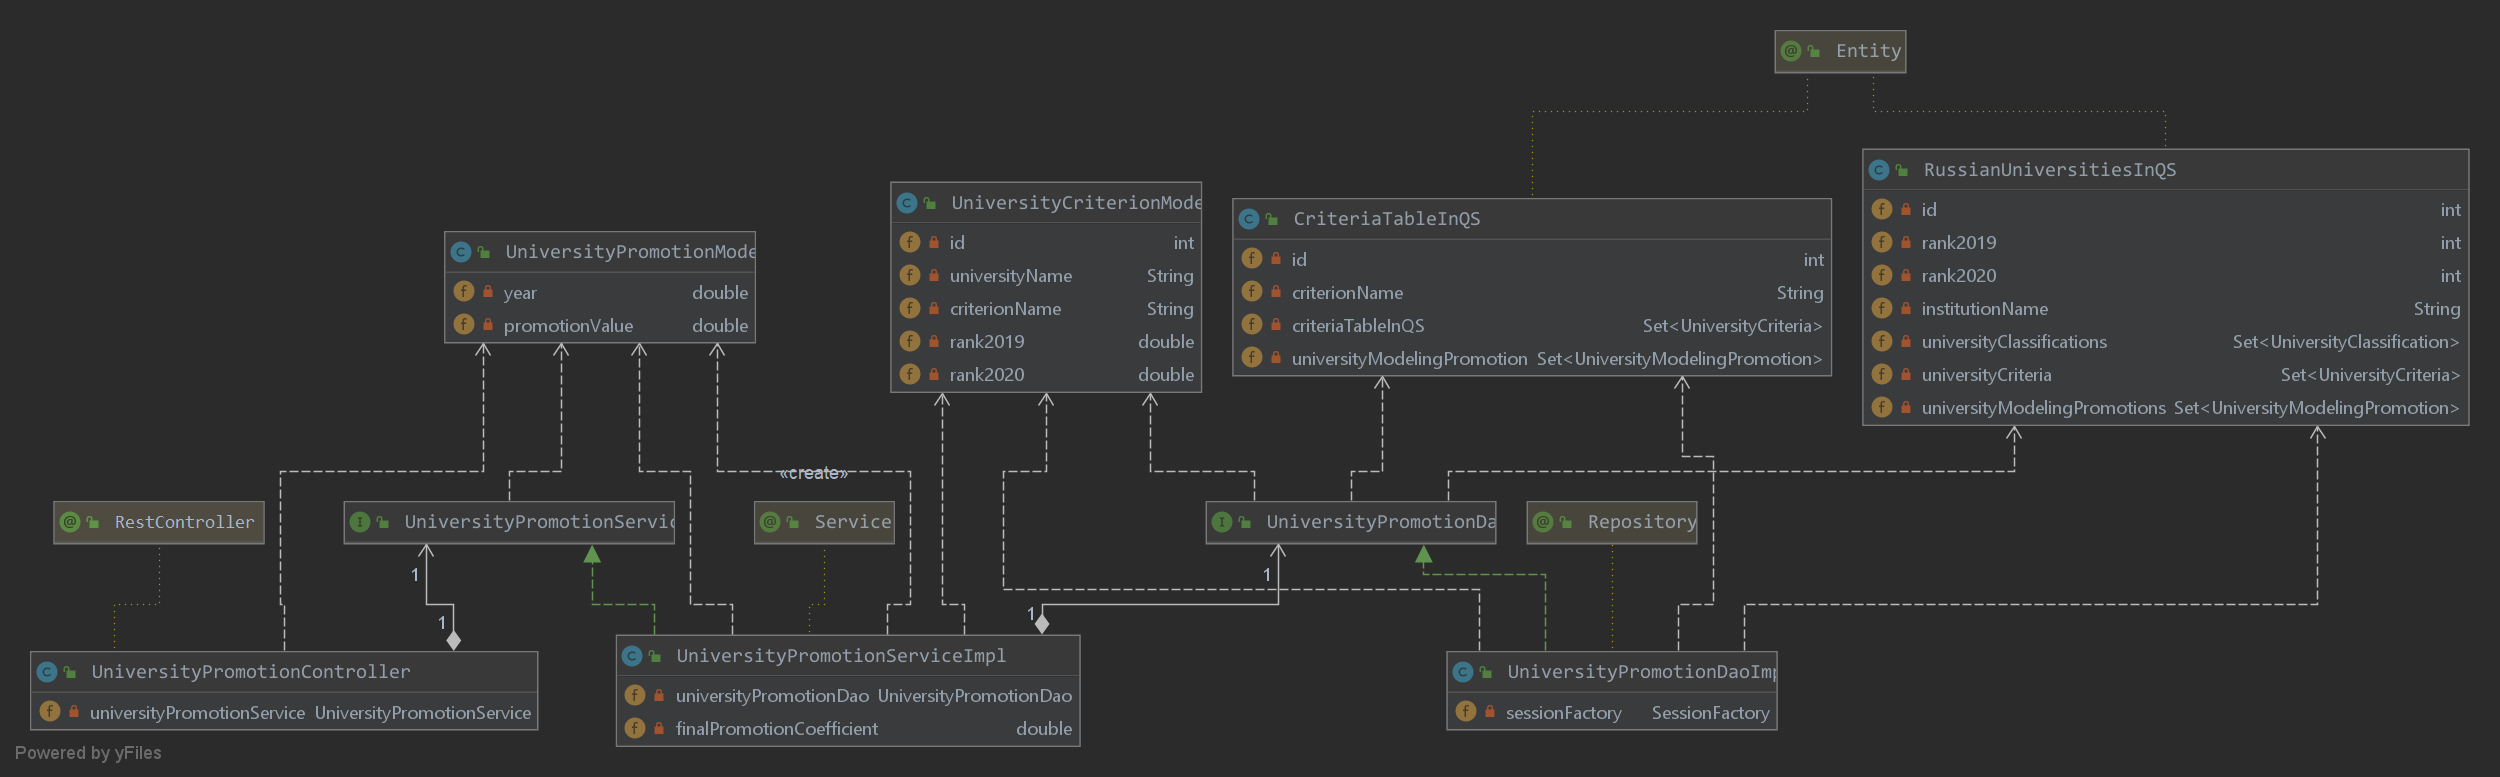 Entity
RussianUniversitiesInQS
id int
rank2019 int
rank2020 int
institutionName String
universityClassifications Set<UniversityClassification>
universityCriteria Set<UniversityCriteria>
universityModelingPromotions Set<UniversityModelingPromotion>
CriteriaTableInQS
id int
criterionName String
criteriaTableInQS Set<UniversityCriteria>
universityModelingPromotion Set<UniversityModelingPromotion>
UniversityCriterionMode
id int
universityName String
criterionName String
rank2019 double
rank2020 double
UniversityPromotionMode
year double
promotionValue double
«create»
RestController
UniversityPromotionServic
Service
UniversityPromotionDa
Repository
1
1
1
1
UniversityPromotionController
universityPromotionService UniversityPromotionService
UniversityPromotionServiceImpl
universityPromotionDao UniversityPromotionDao
finalPromotionCoefficient double
UniversityPromotionDaoImp
sessionFactory SessionFactory
Powered by yFiles